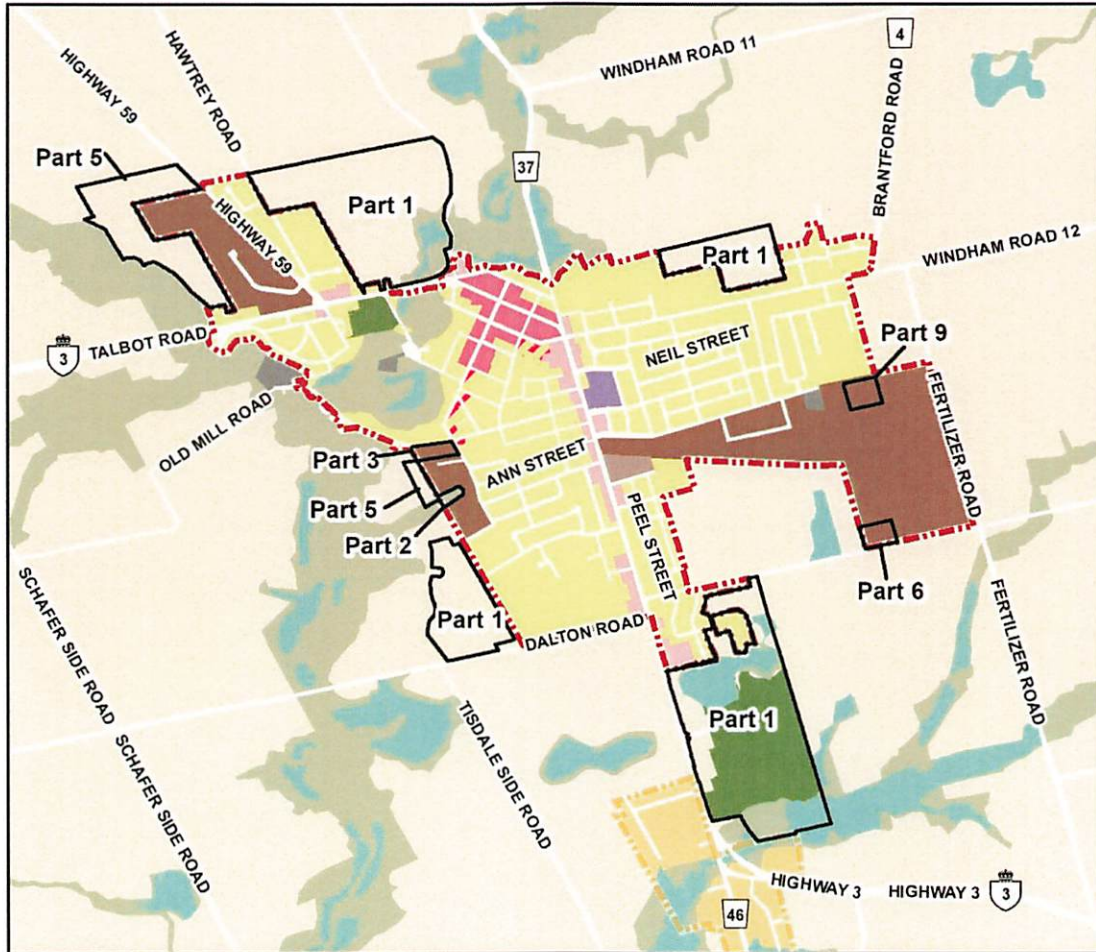 HIGHWAY 59
HAWTREY ROAD
WINDHAM ROAD 11
4
BRANTFORD ROAD
37
Part 5
Part 1
HIGHWAY 59
Part 1
WINDHAM ROAD 12
3
TALBOT ROAD
NEIL STREET
Part 9
FERTILIZER ROAD
OLD MILL ROAD
Part 3
ANN STREET
Part 5
PEEL STREET
Part 2
Part 6
Part 1
DALTON ROAD
FERTILIZER ROAD
SCHAFER SIDE ROAD
SCHAFER SIDE ROAD
TISDALE SIDE ROAD
Part 1
HIGHWAY 3
HIGHWAY 3
3
46